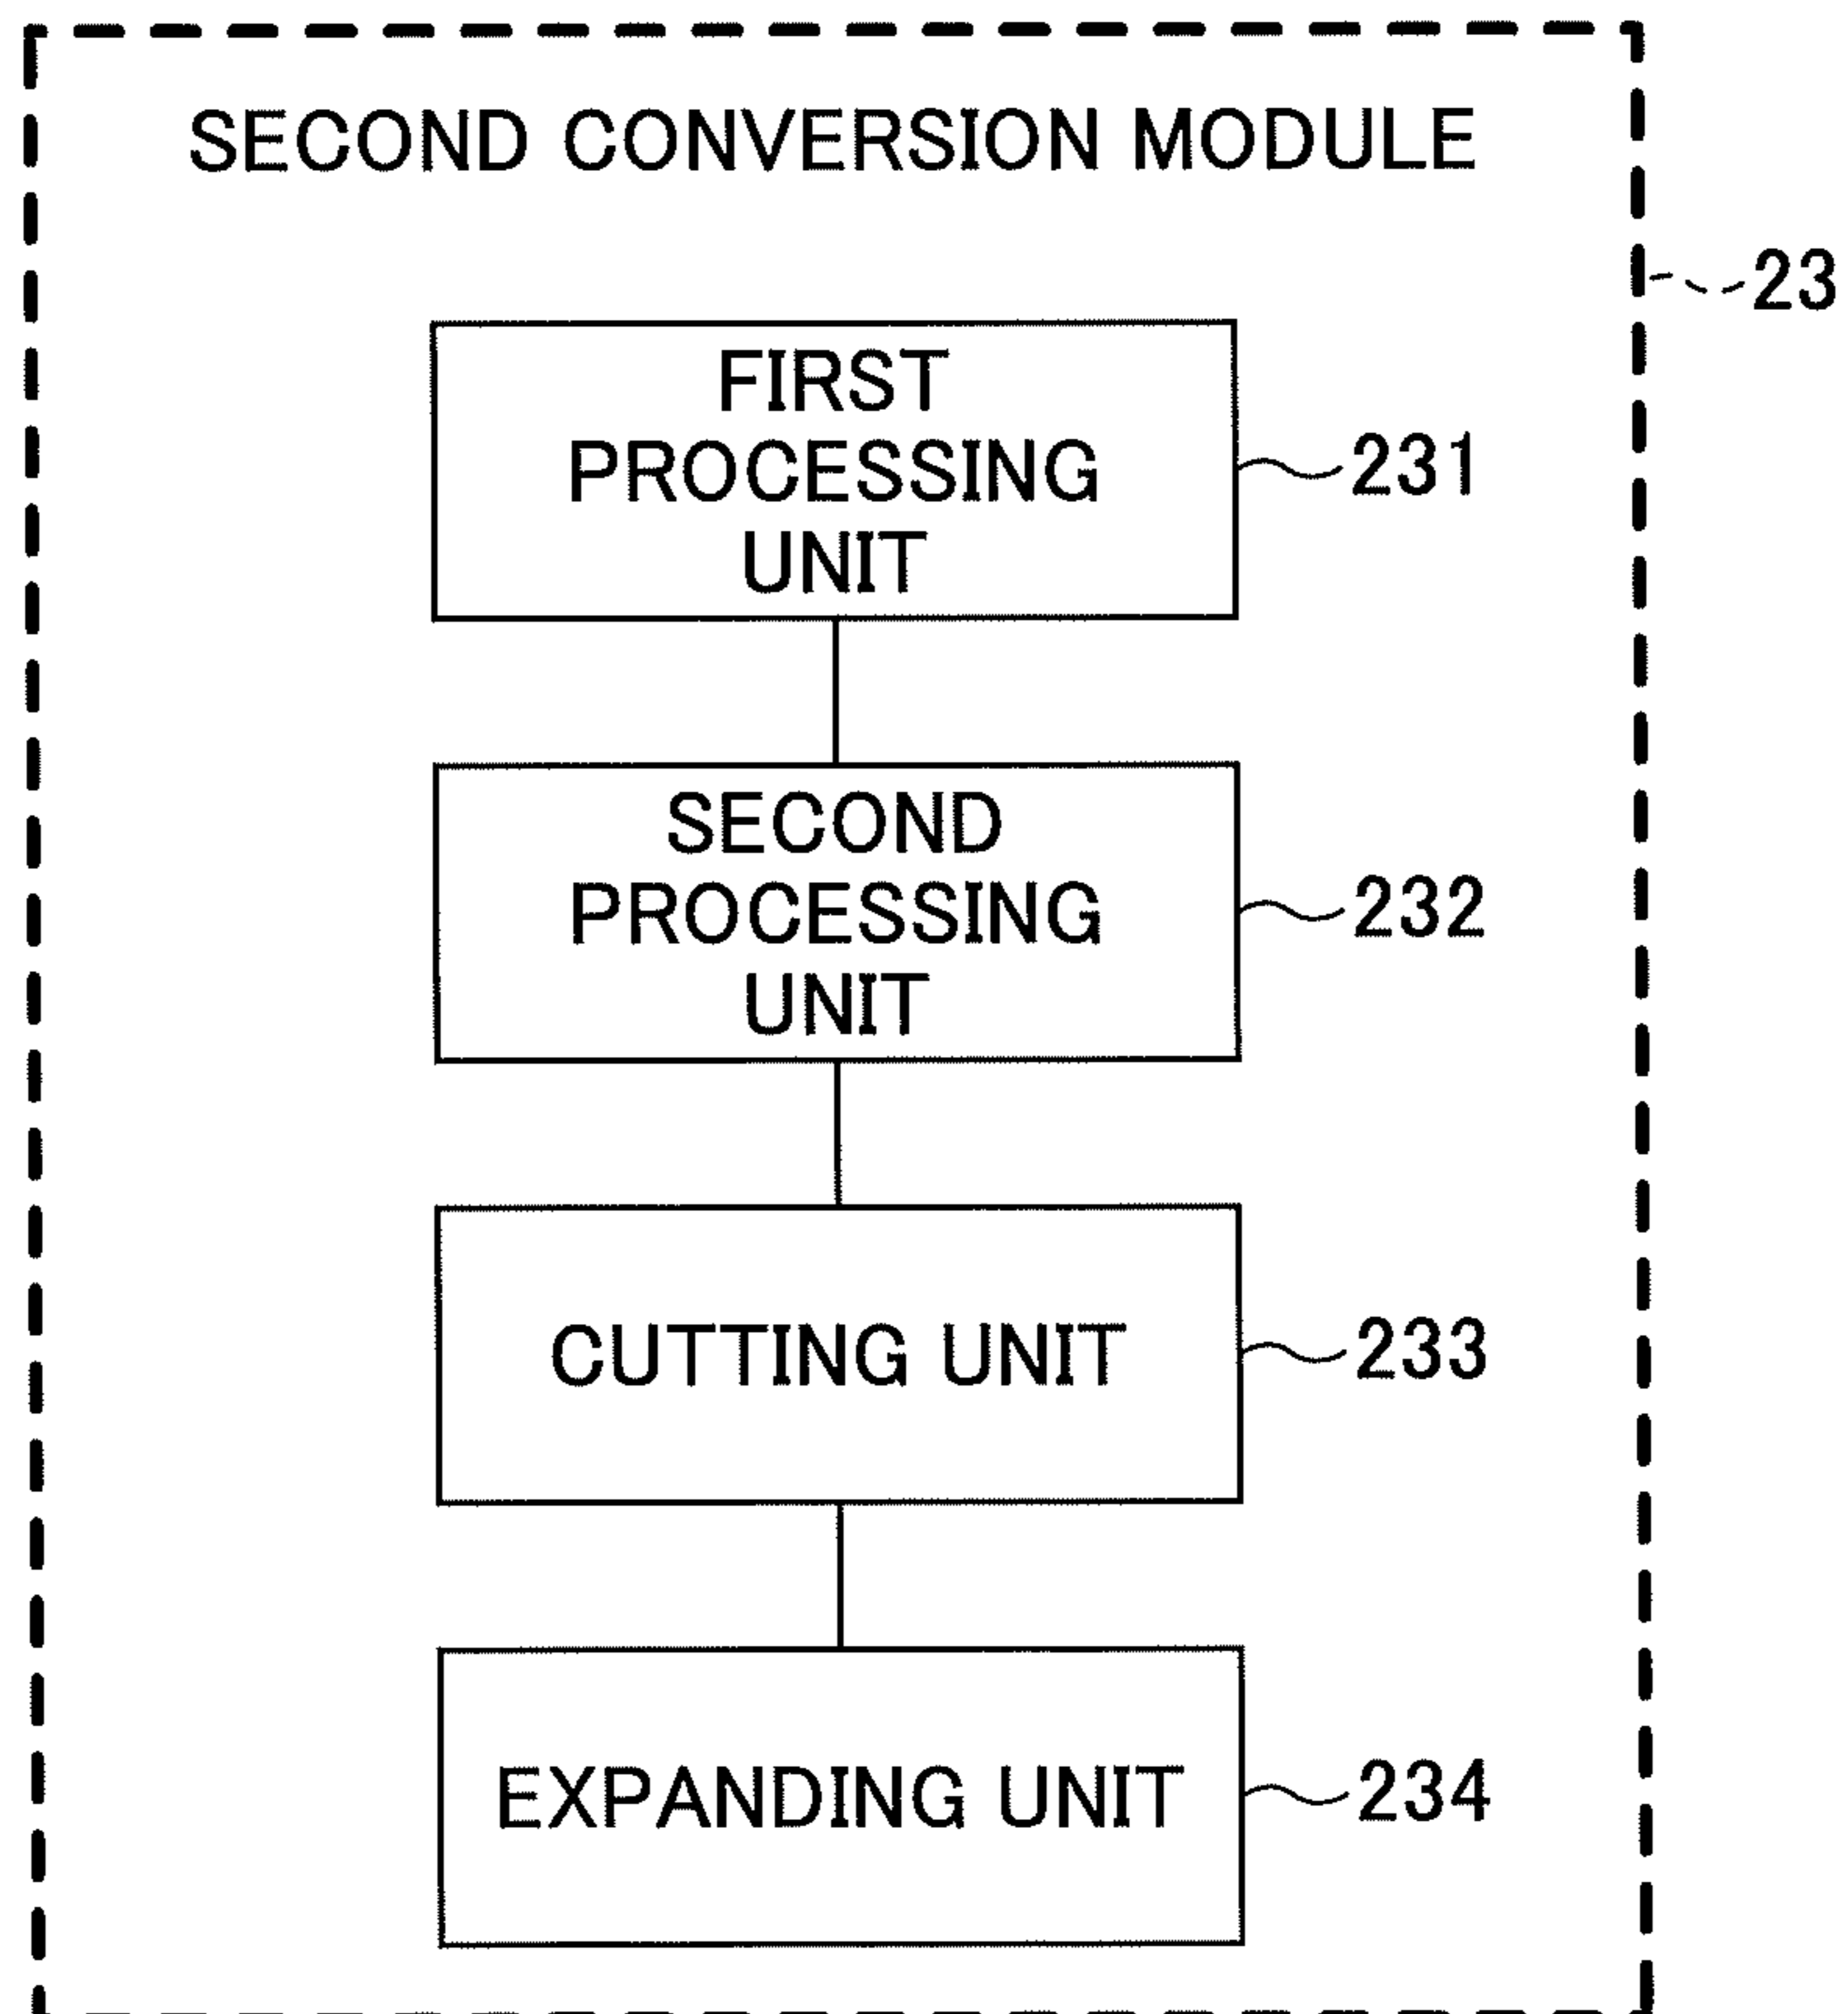 SECOND CONVERSION MODULE
23
FIRST
PROCESSING
UNIT
231
SECOND
PROCESSING
UNIT
232
CUTTING UNIT
233
EXPANDING UNIT
234